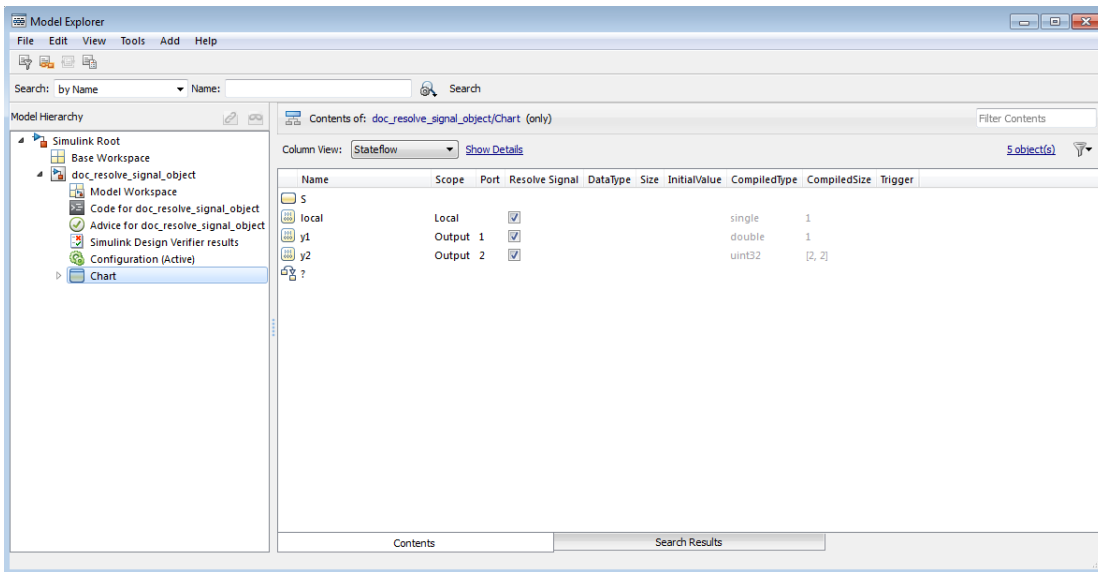 Model Explorer
File Edit View Tools Add Help
Search: by Name Name: Search
Model Hierarchy
Simulink Root
Base Workspace
doc_resolve_signal_object
Model Workspace
Code for doc_resolve_signal_object
Advice for doc_resolve_signal_object
Simulink Design Verifier results
Configuration (Active)
Chart
Contents of: doc_resolve_signal_object/Chart (only) Filter Contents
Column View: Stateflow Show Details 5 object(s)
Name Scope Port Resolve Signal DataType Size InitialValue CompiledType CompiledSize Trigger
S
local Local single 1
y1 Output 1 double 1
y2 Output 2 uint32 [2, 2]
?
Contents Search Results